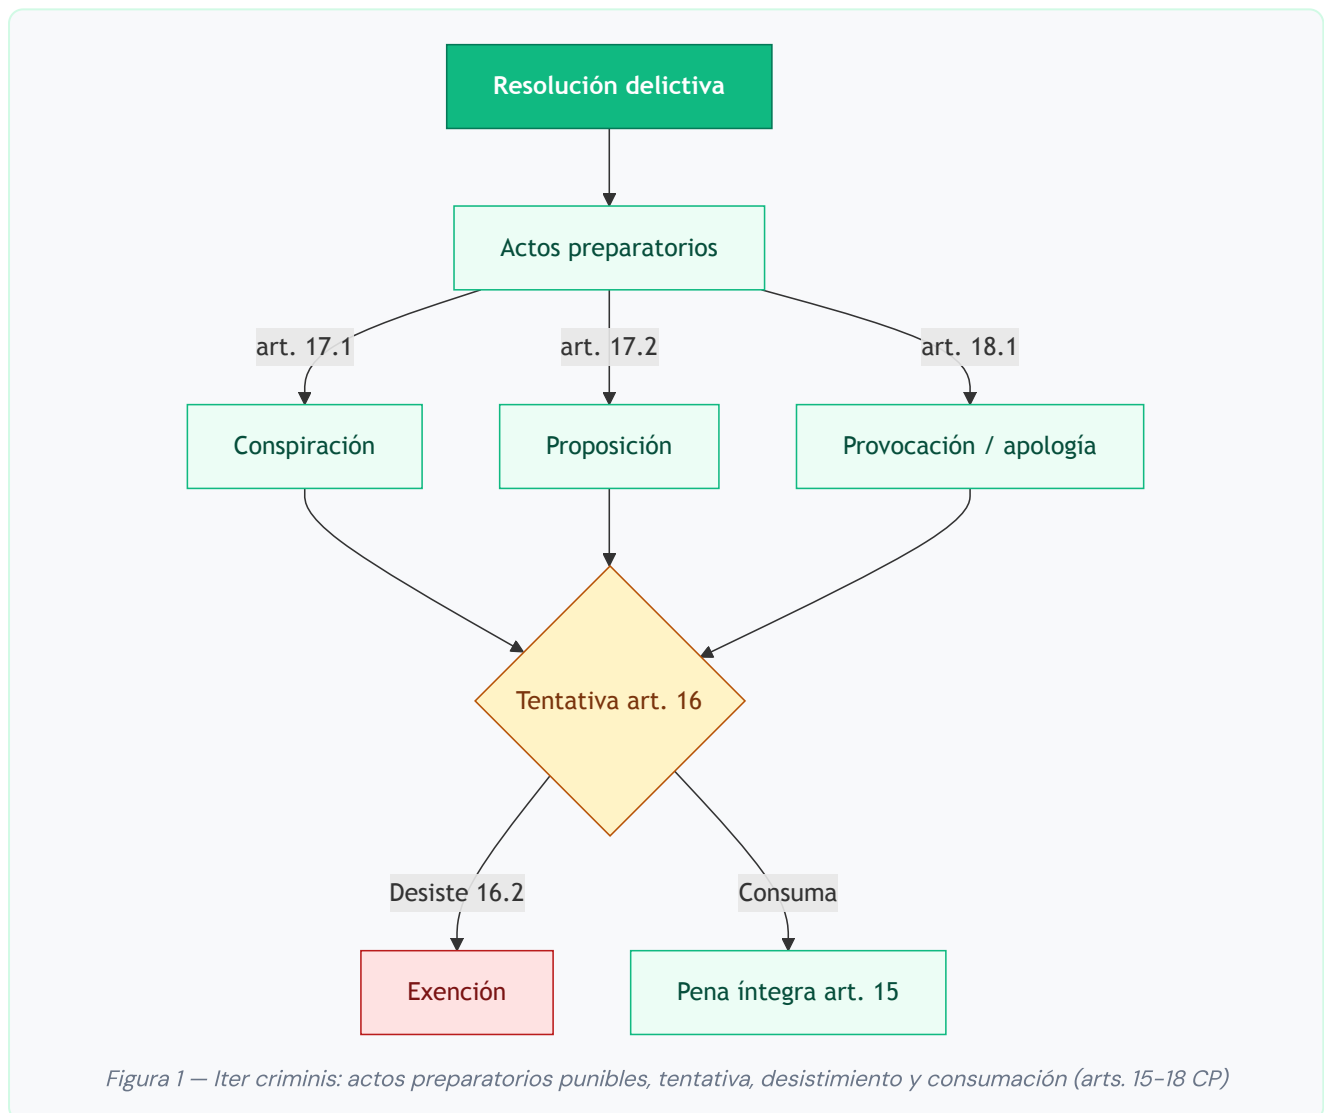 Resolución delictiva
Actos preparatorios
art. 17.1
art. 17.2
art. 18.1
Conspiración
Proposición
Provocación / apología
Tentativa art. 16
Desiste 16.2
Consuma
Exención
Pena íntegra art. 15
Figura 1 — Iter criminis: actos preparatorios punibles, tentativa, desistimiento y consumación (arts. 15–18 CP)